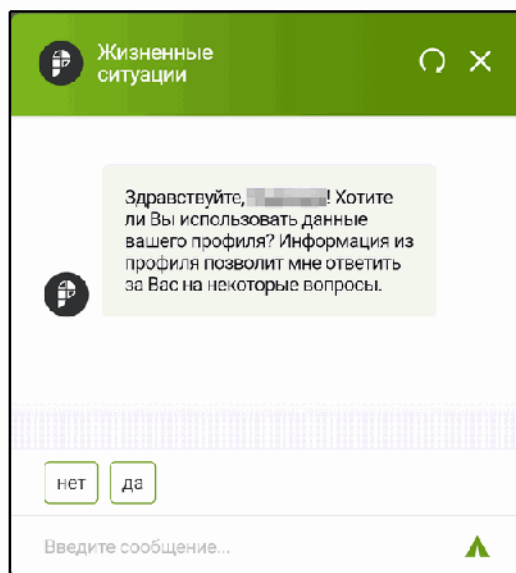 Жизненные
ситуации
Здравствуйте, ! Хотите
ли Вы использовать данные
вашего профиля? Информация из
профиля позволит мне ответить
за Вас на некоторые вопросы.
нет да
Введите сообщение...